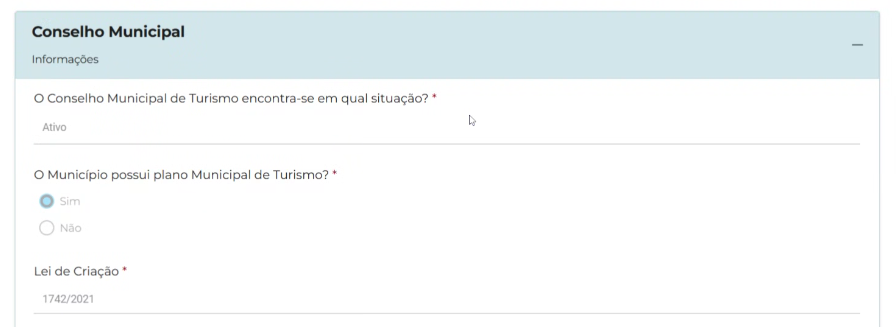 Conselho Municipal
Informações
O Conselho Municipal de Turismo encontra-se em qual situação? *
Ativo
O Município possui plano Municipal de Turismo? *
Sim
Não
Lei de Criação *
1742/2021